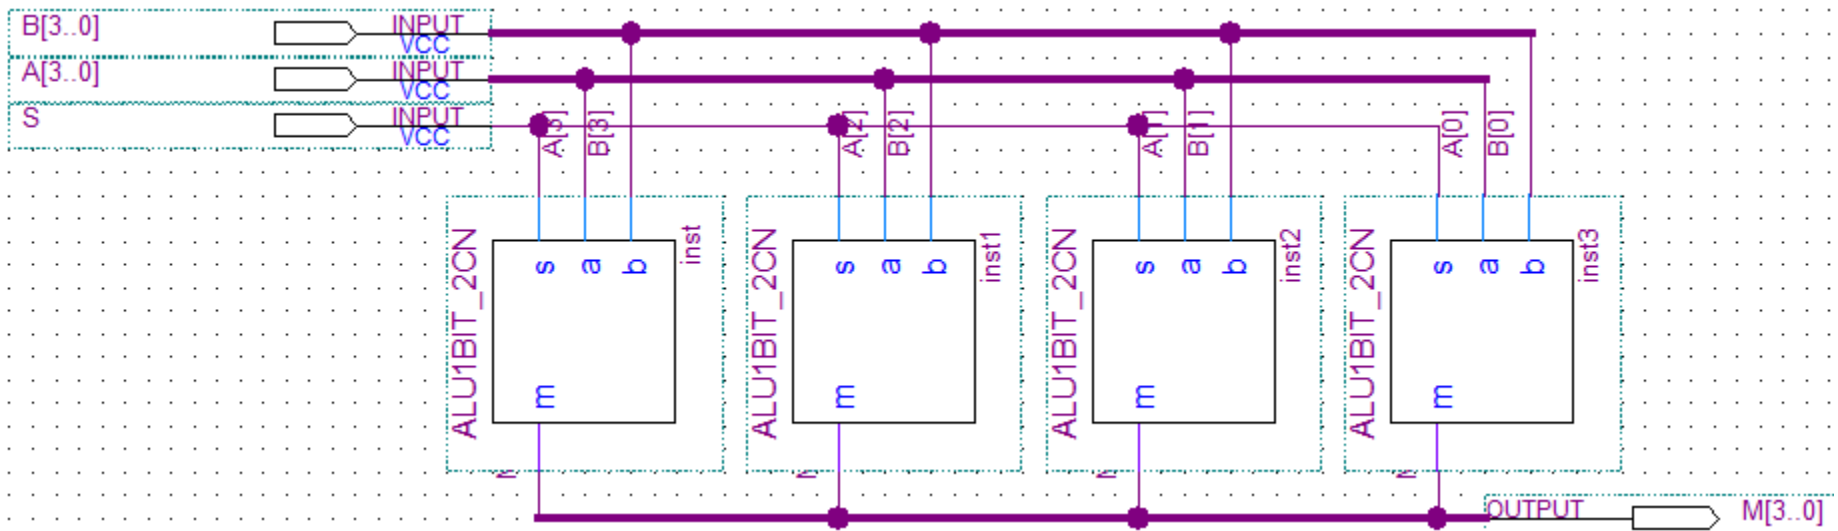 B[3..0] INPUT
VCC
A[3..0] INPUT
VCC
S INPUT
VCC
A[3] B[3] A[2] B[2] A[1] B[1] A[0] B[0]
ALU1BIT_2CN s a b inst
m
ALU1BIT_2CN s a b inst1
m
ALU1BIT_2CN s a b inst2
m
ALU1BIT_2CN s a b inst3
m
OUTPUT M[3..0]